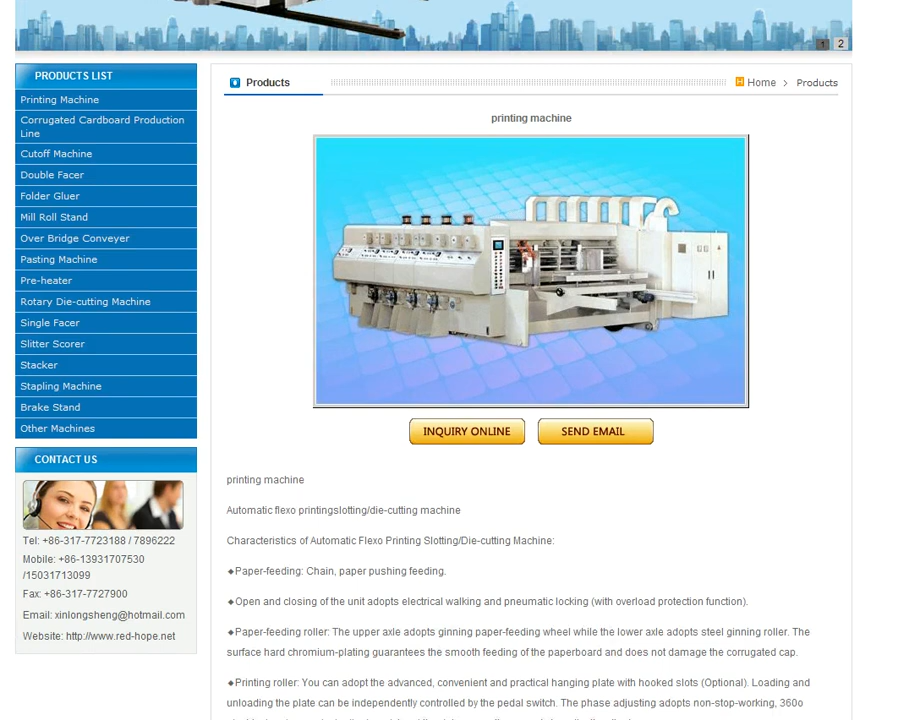 1 2
PRODUCTS LIST
Printing Machine
Corrugated Cardboard Production
Line
Cutoff Machine
Double Facer
Folder Gluer
Mill Roll Stand
Over Bridge Conveyer
Pasting Machine
Pre-heater
Rotary Die-cutting Machine
Single Facer
Slitter Scorer
Stacker
Stapling Machine
Brake Stand
Other Machines
CONTACT US
Tel: +86-317-7723188 / 7896222
Mobile: +86-13931707530
/15031713099
Fax: +86-317-7727900
Email: xinlongsheng@hotmail.com
Website: http://www.red-hope.net
Products
Home > Products
printing machine
INQUIRY ONLINE SEND EMAIL
printing machine
Automatic flexo printingslotting/die-cutting machine
Characteristics of Automatic Flexo Printing Slotting/Die-cutting Machine:
◆Paper-feeding: Chain, paper pushing feeding.
◆Open and closing of the unit adopts electrical walking and pneumatic locking (with overload protection function).
◆Paper-feeding roller: The upper axle adopts ginning paper-feeding wheel while the lower axle adopts steel ginning roller. The
surface hard chromium-plating guarantees the smooth feeding of the paperboard and does not damage the corrugated cap.
◆Printing roller: You can adopt the advanced, convenient and practical hanging plate with hooked slots (Optional). Loading and
unloading the plate can be independently controlled by the pedal switch. The phase adjusting adopts non-stop-working, 360o